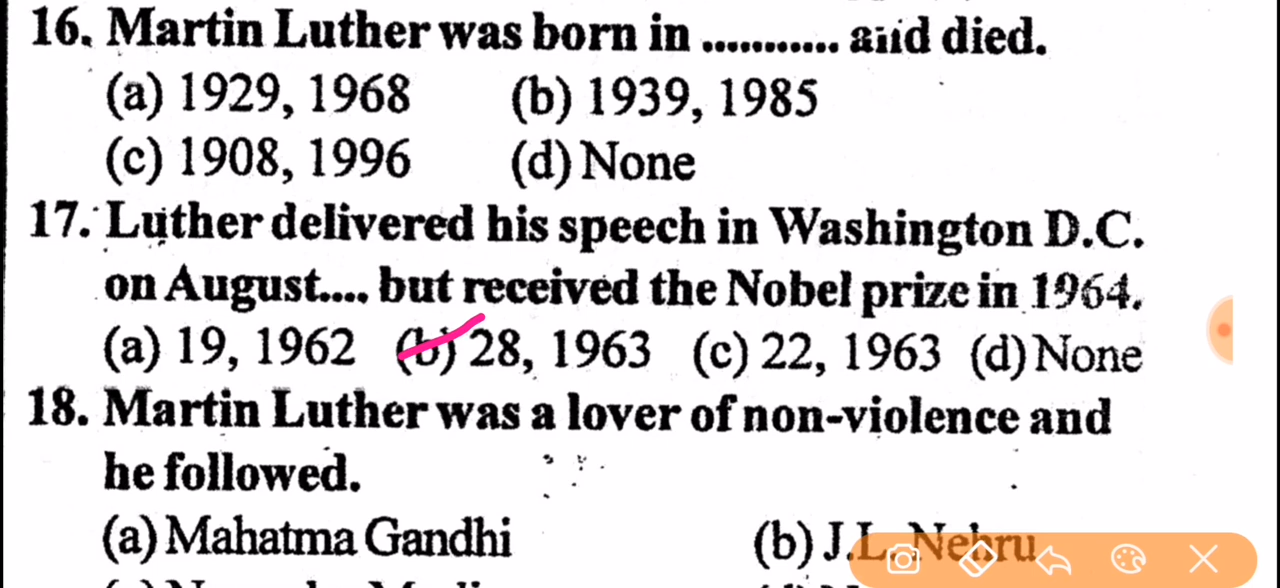 16. Martin Luther was born in ........... and died.
(a) 1929, 1968 (b) 1939, 1985
(c) 1908, 1996 (d) None
17. Luther delivered his speech in Washington D.C.
on August.... but received the Nobel prize in 1964.
(a) 19, 1962 (b) 28, 1963 (c) 22, 1963 (d) None
18. Martin Luther was a lover of non-violence and
he followed.
(a) Mahatma Gandhi (b) J.L. Nehru